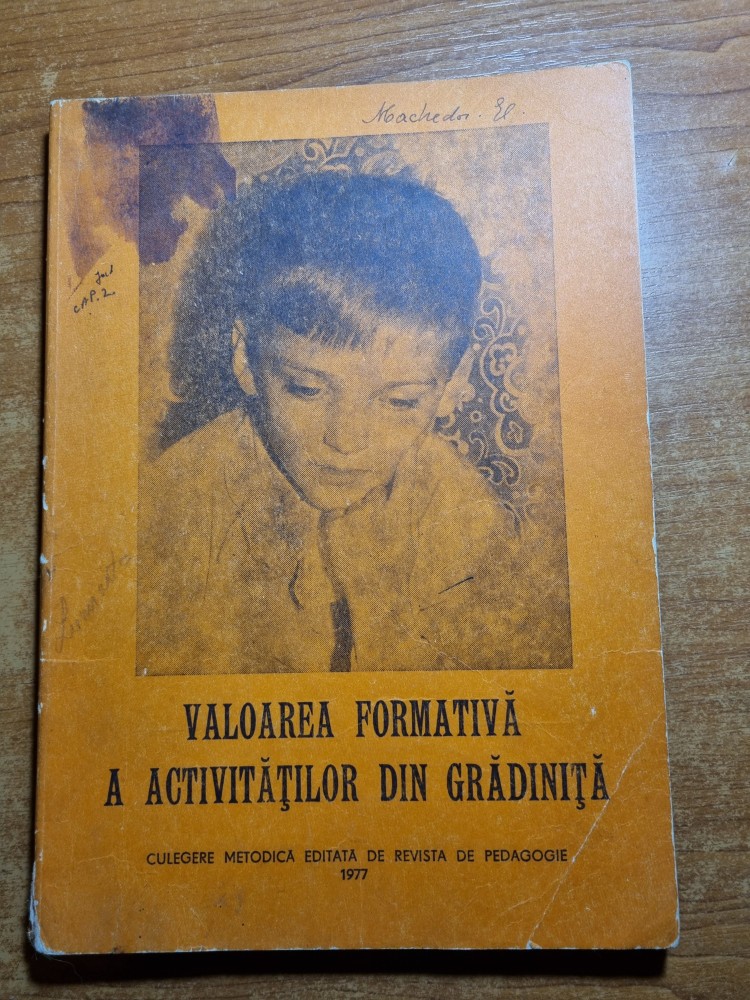 Machedon El.
CAP. 2.
VALOAREA FORMATIVĂ
A ACTIVITĂŢILOR DIN GRĂDINIŢĂ
CULEGERE METODICĂ EDITATĂ DE REVISTA DE PEDAGOGIE
1977